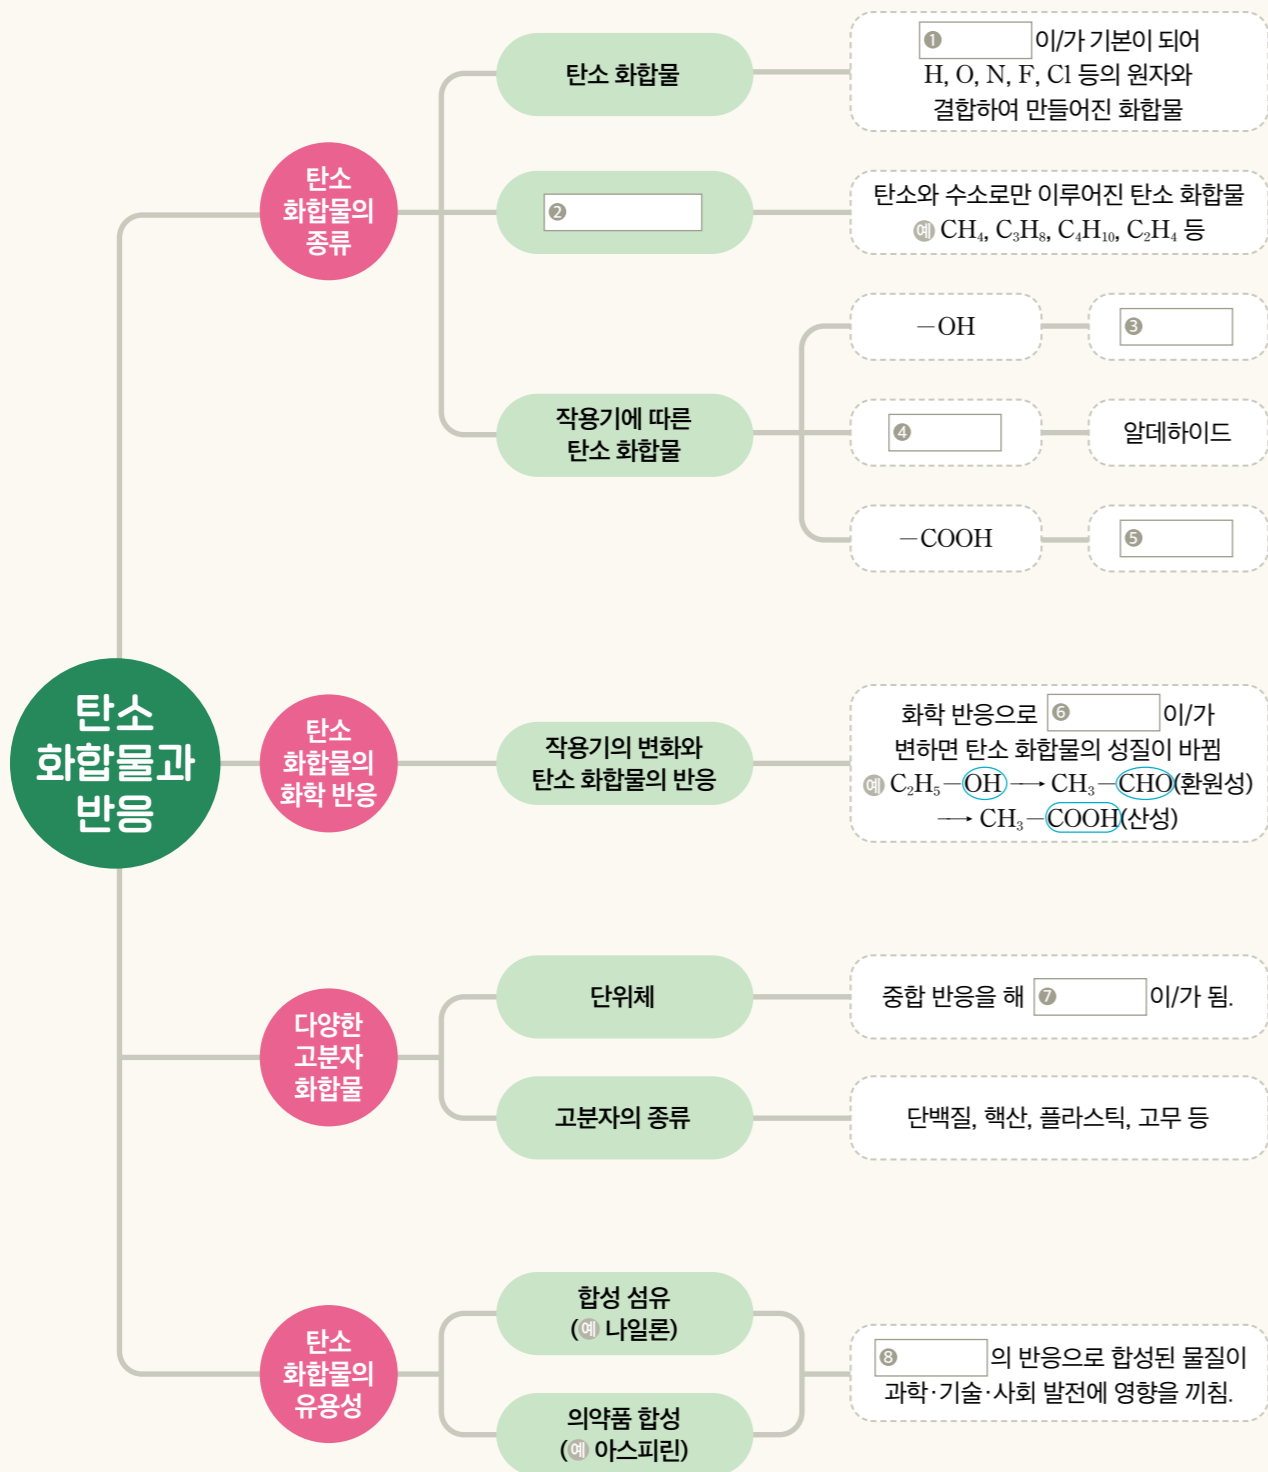 탄소
화합물과
반응
탄소
화합물의
종류
탄소 화합물
❶ 이/가 기본이 되어
H, O, N, F, Cl 등의 원자와
결합하여 만들어진 화합물
❷
탄소와 수소로만 이루어진 탄소 화합물
예 CH₄, C₃H₈, C₄H₁₀, C₂H₄ 등
작용기에 따른
탄소 화합물
−OH
❸
❹
알데하이드
−COOH
❺
탄소
화합물의
화학 반응
작용기의 변화와
탄소 화합물의 반응
화학 반응으로 ❻ 이/가
변하면 탄소 화합물의 성질이 바뀜
예 C₂H₅−OH → CH₃−CHO(환원성)
→ CH₃−COOH(산성)
다양한
고분자
화합물
단위체
중합 반응을 해 ❼ 이/가 됨.
고분자의 종류
단백질, 핵산, 플라스틱, 고무 등
탄소
화합물의
유용성
합성 섬유
(예 나일론)
의약품 합성
(예 아스피린)
❽ 의 반응으로 합성된 물질이
과학·기술·사회 발전에 영향을 끼침.